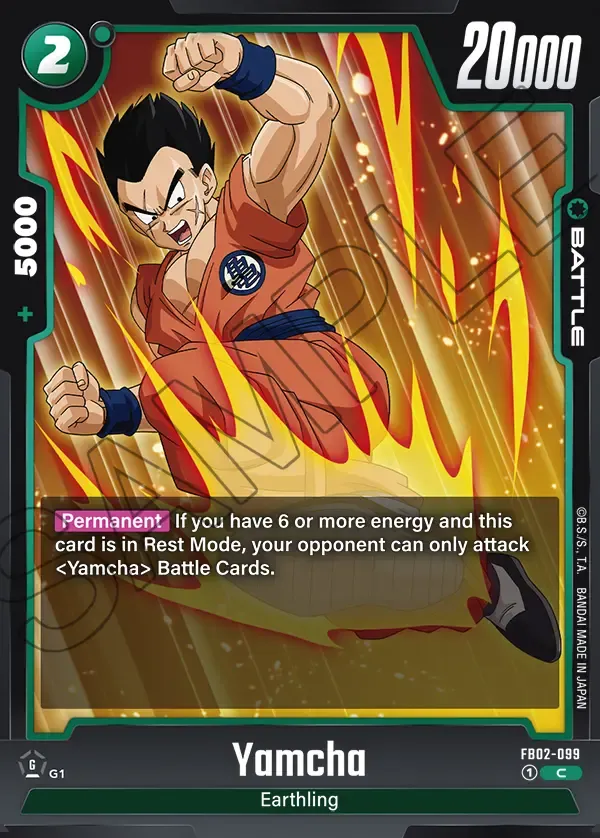 2
20000
+ 5000
BATTLE
SAMPLE
Permanent If you have 6 or more energy and this
card is in Rest Mode, your opponent can only attack
<Yamcha> Battle Cards.
©B.S./S., T.A. BANDAI MADE IN JAPAN
G G1
Yamcha
FB02-099
1 C
Earthling